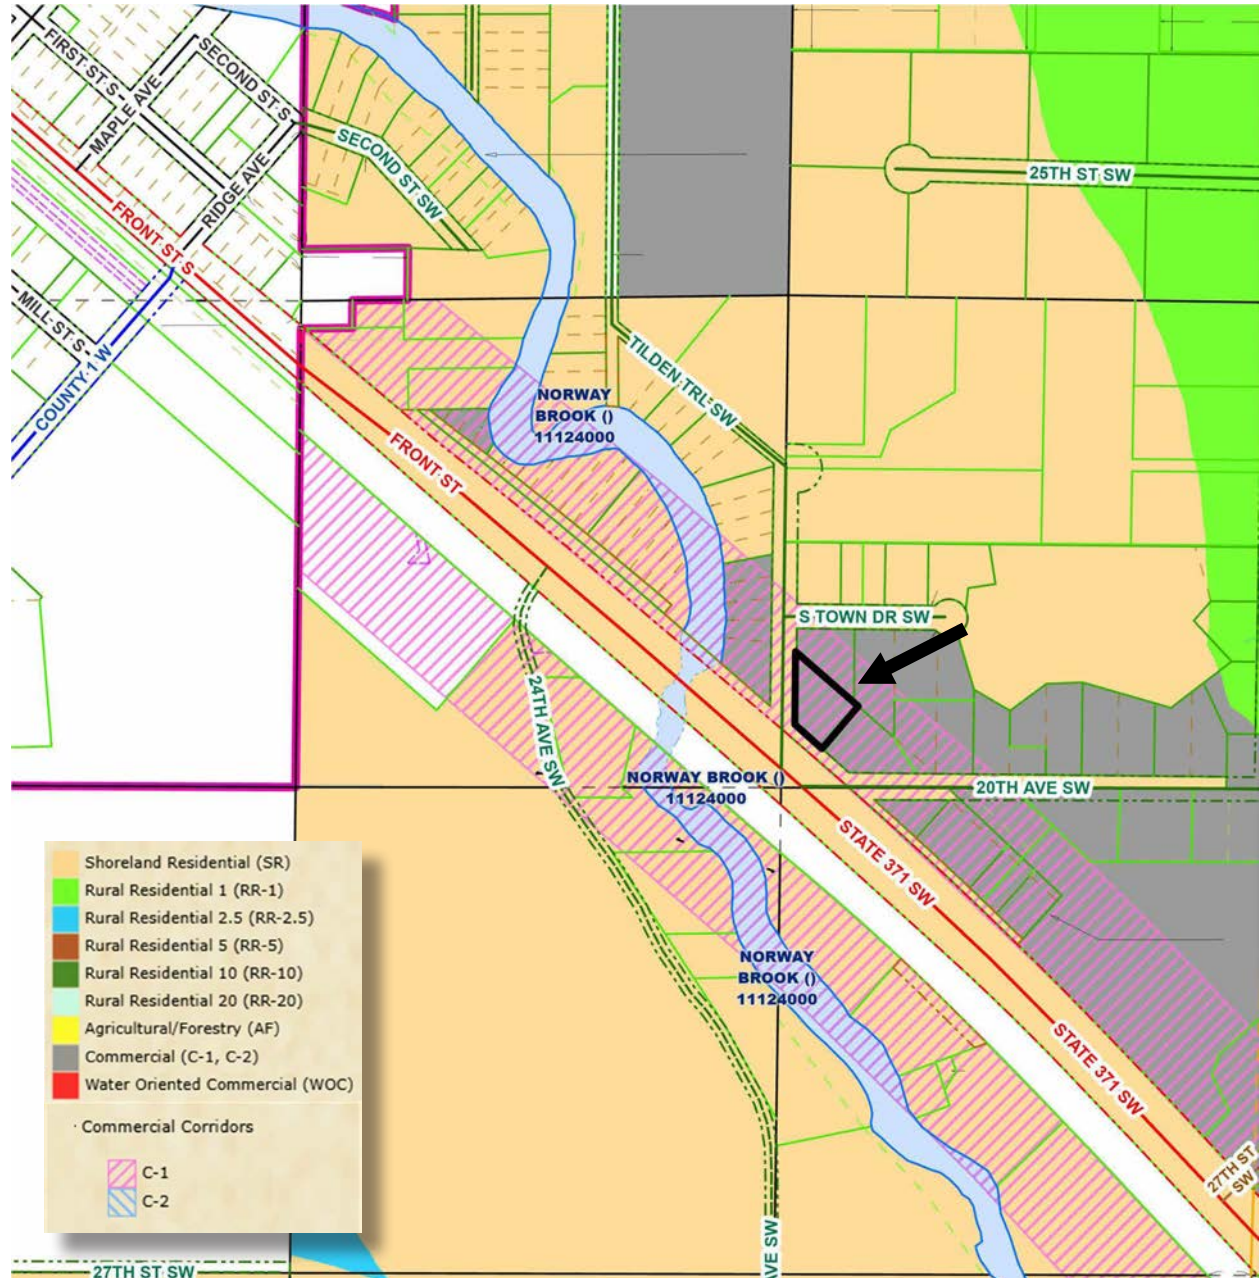 FIRST ST S
MAPLE AVE
SECOND ST S
RIDGE AVE
SECOND ST SW
25TH ST SW
FRONT ST S
MILL ST S
COUNTY 1 W
TILDEN TRL SW
NORWAY
BROOK ()
11124000
FRONT ST
S TOWN DR SW
24TH AVE SW
NORWAY BROOK ()
11124000
20TH AVE SW
STATE 371 SW
NORWAY
BROOK ()
11124000
STATE 371 SW
27TH ST
SW
AVE SW
27TH ST SW
Shoreland Residential (SR)
Rural Residential 1 (RR-1)
Rural Residential 2.5 (RR-2.5)
Rural Residential 5 (RR-5)
Rural Residential 10 (RR-10)
Rural Residential 20 (RR-20)
Agricultural/Forestry (AF)
Commercial (C-1, C-2)
Water Oriented Commercial (WOC)
· Commercial Corridors
C-1
C-2